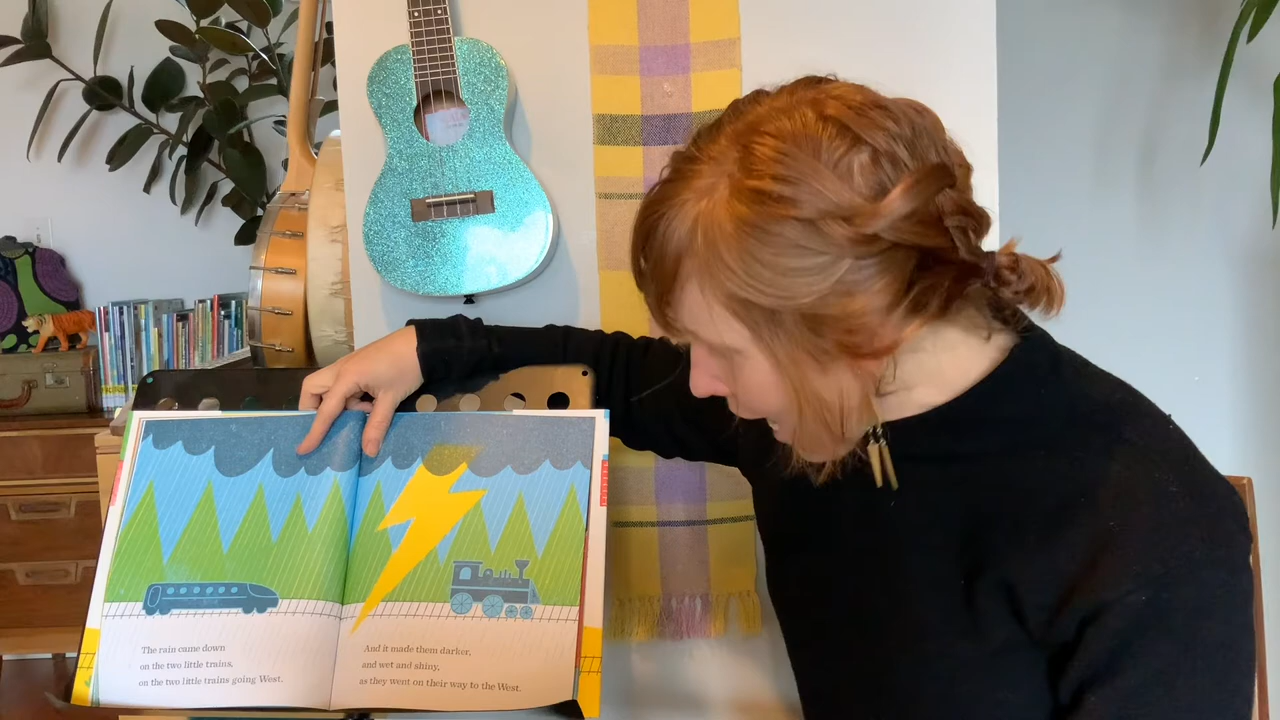 The rain came down
on the two little trains,
on the two little trains going West.
And it made them darker,
and wet and shiny,
as they went on their way to the West.